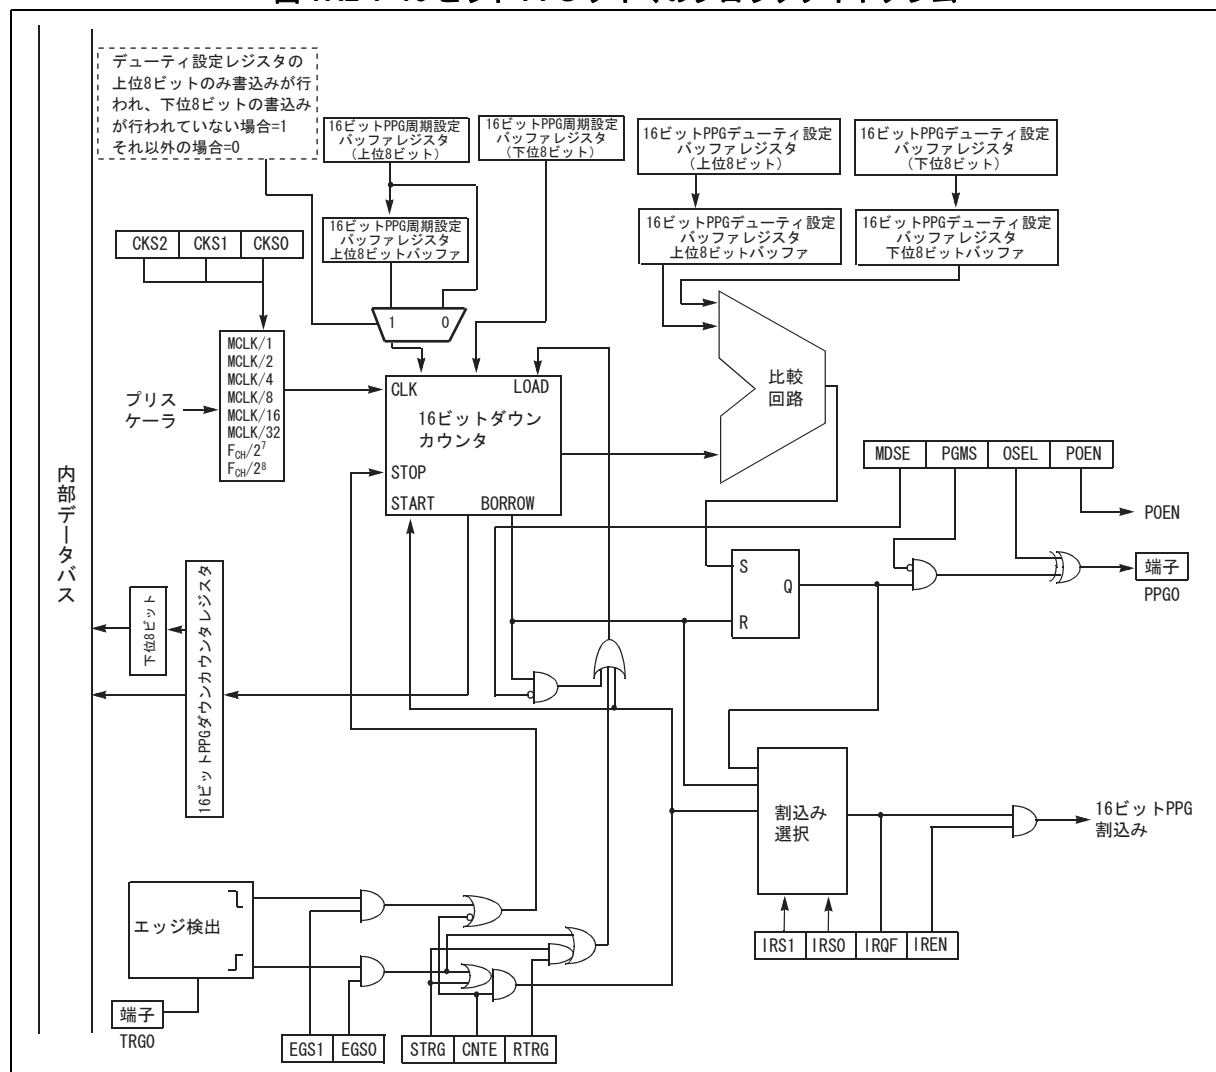 デューティ設定レジスタの
上位8ビットのみ書込みが行
われ、下位8ビットの書込み
が行われていない場合=1
それ以外の場合=0
16ビットPPG周期設定
バッファレジスタ
(上位8ビット)
16ビットPPG周期設定
バッファレジスタ
(下位8ビット)
16ビットPPGデューティ設定
バッファレジスタ
(上位8ビット)
16ビットPPGデューティ設定
バッファレジスタ
(下位8ビット)
16ビットPPG周期設定
バッファレジスタ
上位8ビットバッファ
16ビットPPGデューティ設定
バッファレジスタ
上位8ビットバッファ
16ビットPPGデューティ設定
バッファレジスタ
下位8ビットバッファ
CKS2 CKS1 CKS0
1 0
MCLK/1
MCLK/2
MCLK/4
MCLK/8
MCLK/16
MCLK/32
FCH/2⁷
FCH/2⁸
プリス
ケーラ
CLK LOAD
16ビットダウン
カウンタ
STOP
START BORROW
比較
回路
MDSE PGMS OSEL POEN
POEN
端子
PPG0
S
Q
R
内部データバス
下位8ビット
16ビットPPGダウンカウンタレジスタ
割込み
選択
16ビットPPG
割込み
IRS1 IRS0 IRQF IREN
エッジ検出
端子
TRG0
EGS1 EGS0
STRG CNTE RTRG